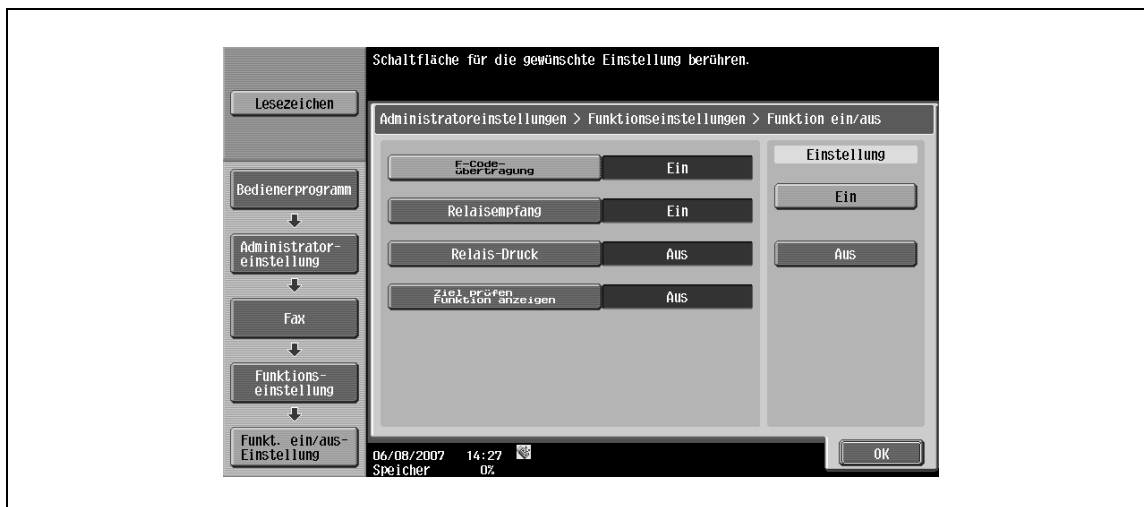 Schaltfläche für die gewünschte Einstellung berühren.
Lesezeichen
Administratoreinstellungen > Funktionseinstellungen > Funktion ein/aus
F-Code-
übertragung
Ein
Relaisempfang
Ein
Relais-Druck
Aus
Ziel prüfen
Funktion anzeigen
Aus
Einstellung
Ein
Aus
Bedienerprogramm
Administrator-
einstellung
Fax
Funktions-
einstellung
Funkt. ein/aus-
Einstellung
06/08/2007 14:27
Speicher 0%
OK